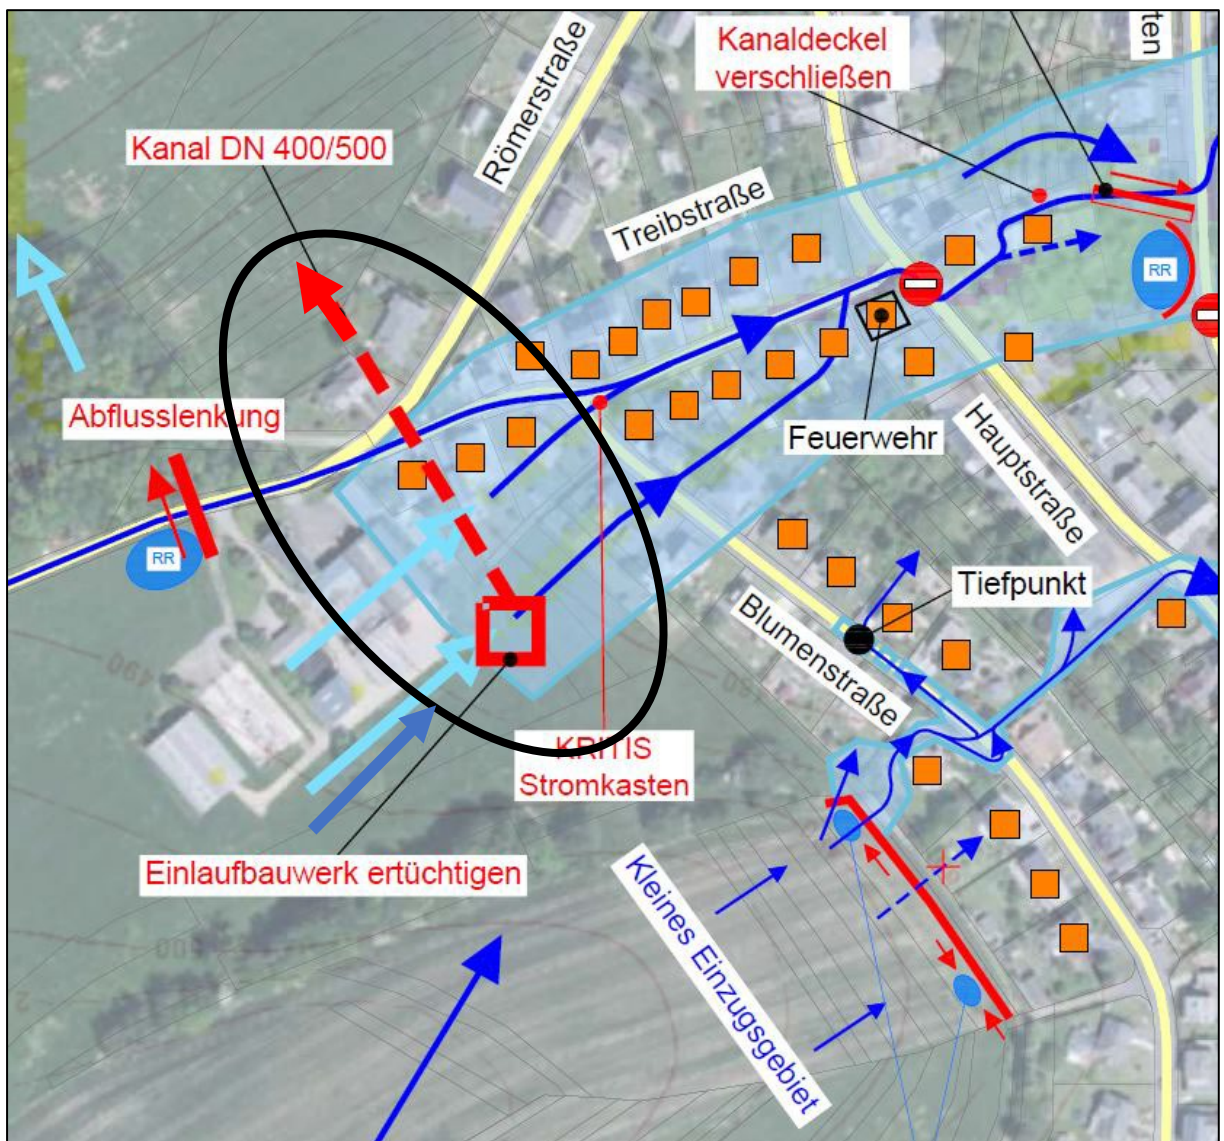 Kanaldeckel
verschließen
ten
Römerstraße
Kanal DN 400/500
Treibstraße
RR
Abflusslenkung
Feuerwehr
Hauptstraße
RR
Tiefpunkt
Blumenstraße
KRITIS
Stromkasten
Einlaufbauwerk ertüchtigen
Kleines Einzugsgebiet